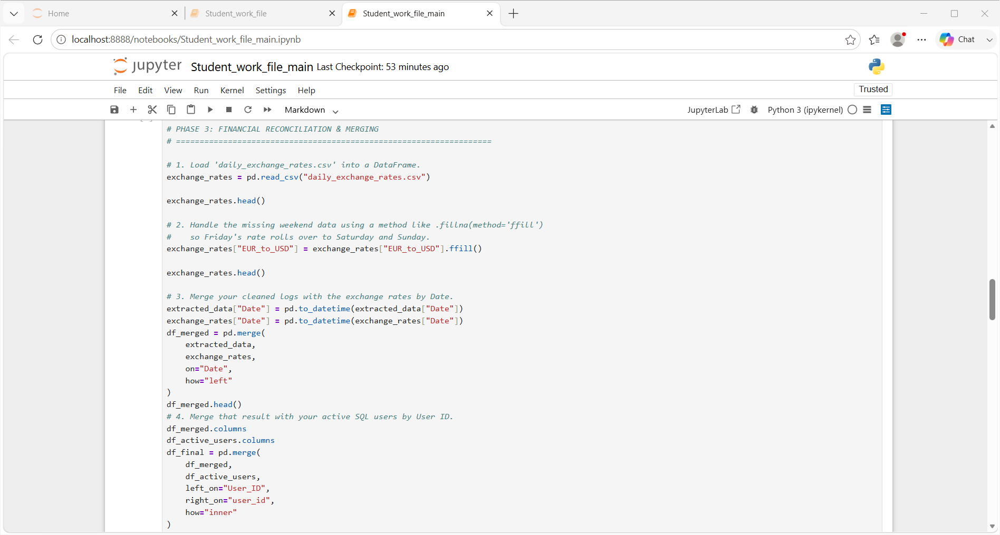 Home
Student_work_file
Student_work_file_main
localhost:8888/notebooks/Student_work_file_main.ipynb
Chat
jupyter Student_work_file_main Last Checkpoint: 53 minutes ago
File Edit View Run Kernel Settings Help
Trusted
Markdown
JupyterLab
Python 3 (ipykernel)
# PHASE 3: FINANCIAL RECONCILIATION & MERGING
# ===================================================================
# 1. Load 'daily_exchange_rates.csv' into a DataFrame.
exchange_rates = pd.read_csv("daily_exchange_rates.csv")
exchange_rates.head()
# 2. Handle the missing weekend data using a method like .fillna(method='ffill')
#    so Friday's rate rolls over to Saturday and Sunday.
exchange_rates["EUR_to_USD"] = exchange_rates["EUR_to_USD"].ffill()
exchange_rates.head()
# 3. Merge your cleaned logs with the exchange rates by Date.
extracted_data["Date"] = pd.to_datetime(extracted_data["Date"])
exchange_rates["Date"] = pd.to_datetime(exchange_rates["Date"])
df_merged = pd.merge(
    extracted_data,
    exchange_rates,
    on="Date",
    how="left"
)
df_merged.head()
# 4. Merge that result with your active SQL users by User ID.
df_merged.columns
df_active_users.columns
df_final = pd.merge(
    df_merged,
    df_active_users,
    left_on="User_ID",
    right_on="user_id",
    how="inner"
)